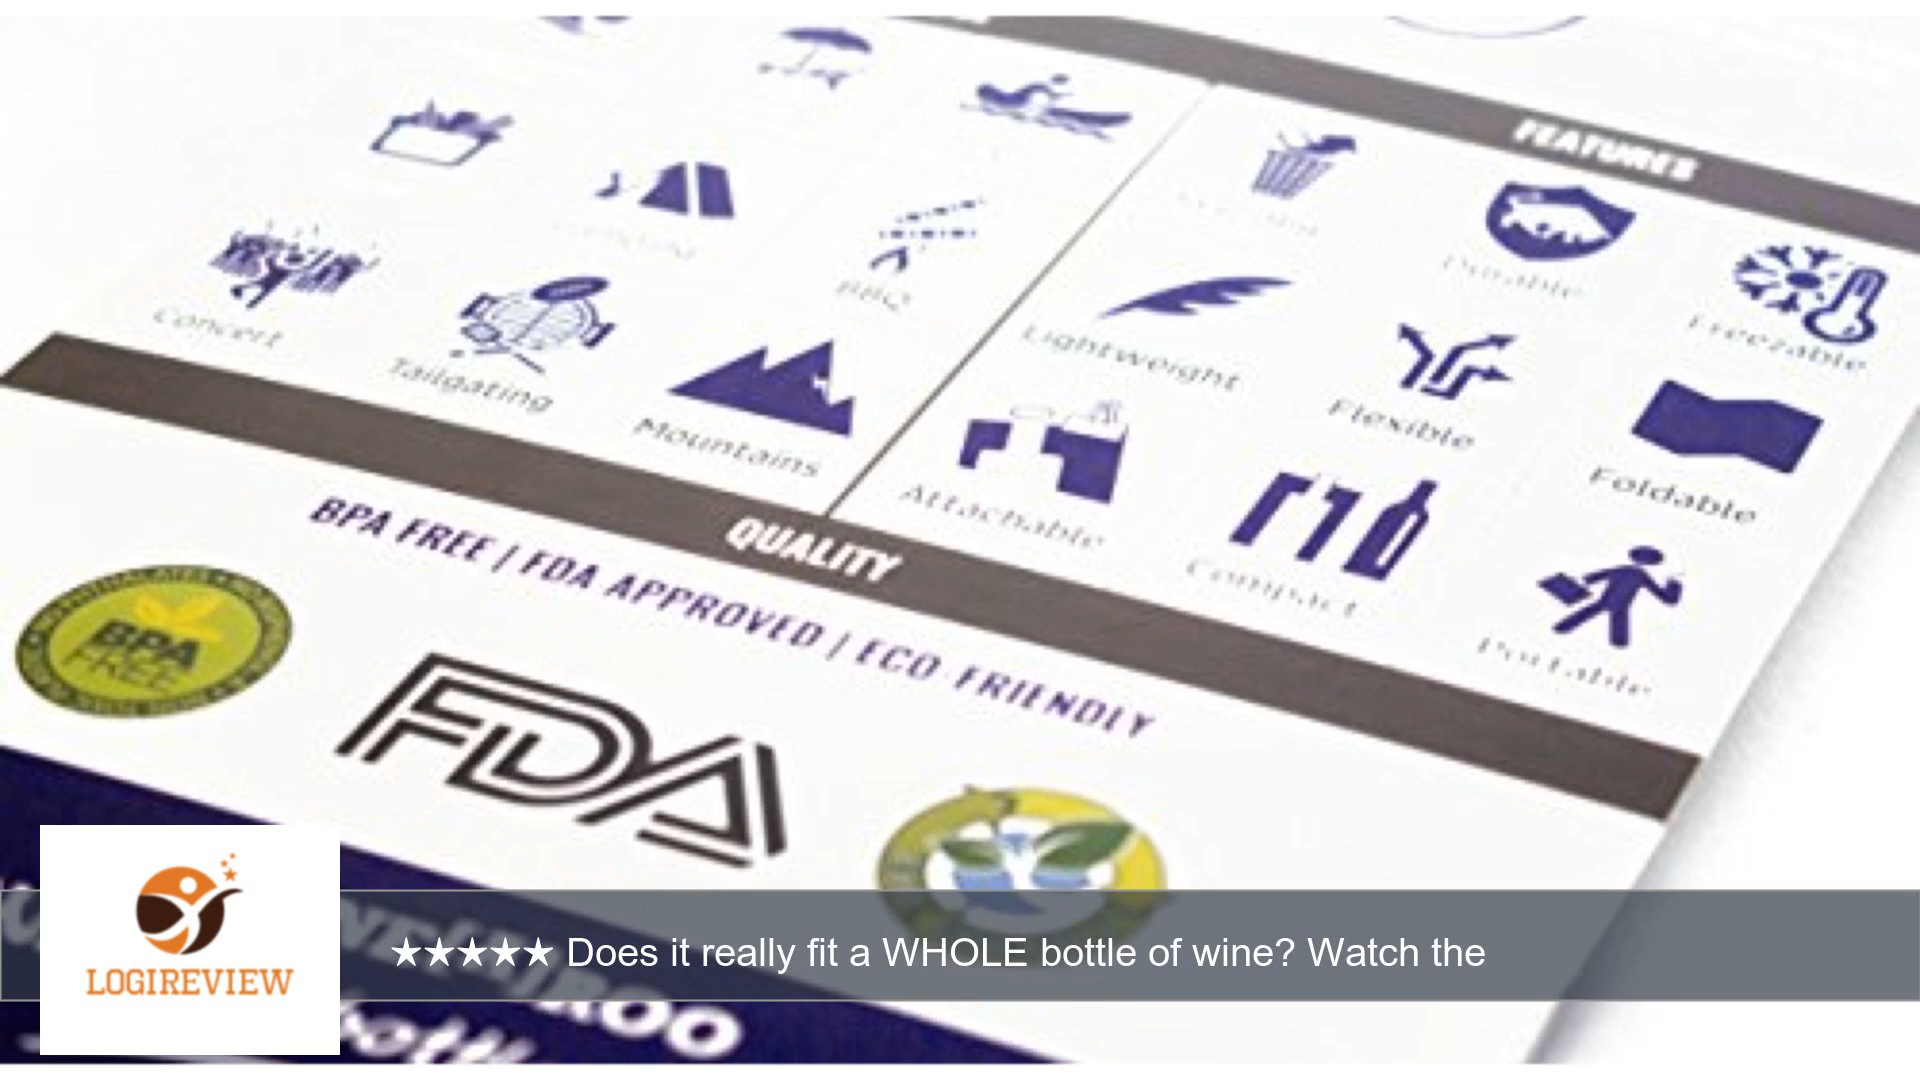 FEATURES
Durable
Freezable
BBQ
Concert
Lightweight
Tailgating
Flexible
Mountains
Foldable
Attachable
Compact
Portable
QUALITY
BPA FREE | FDA APPROVED | ECO FRIENDLY
BPA
FREE
FDA
ROO
★★★★★ Does it really fit a WHOLE bottle of wine? Watch the
LOGIREVIEW